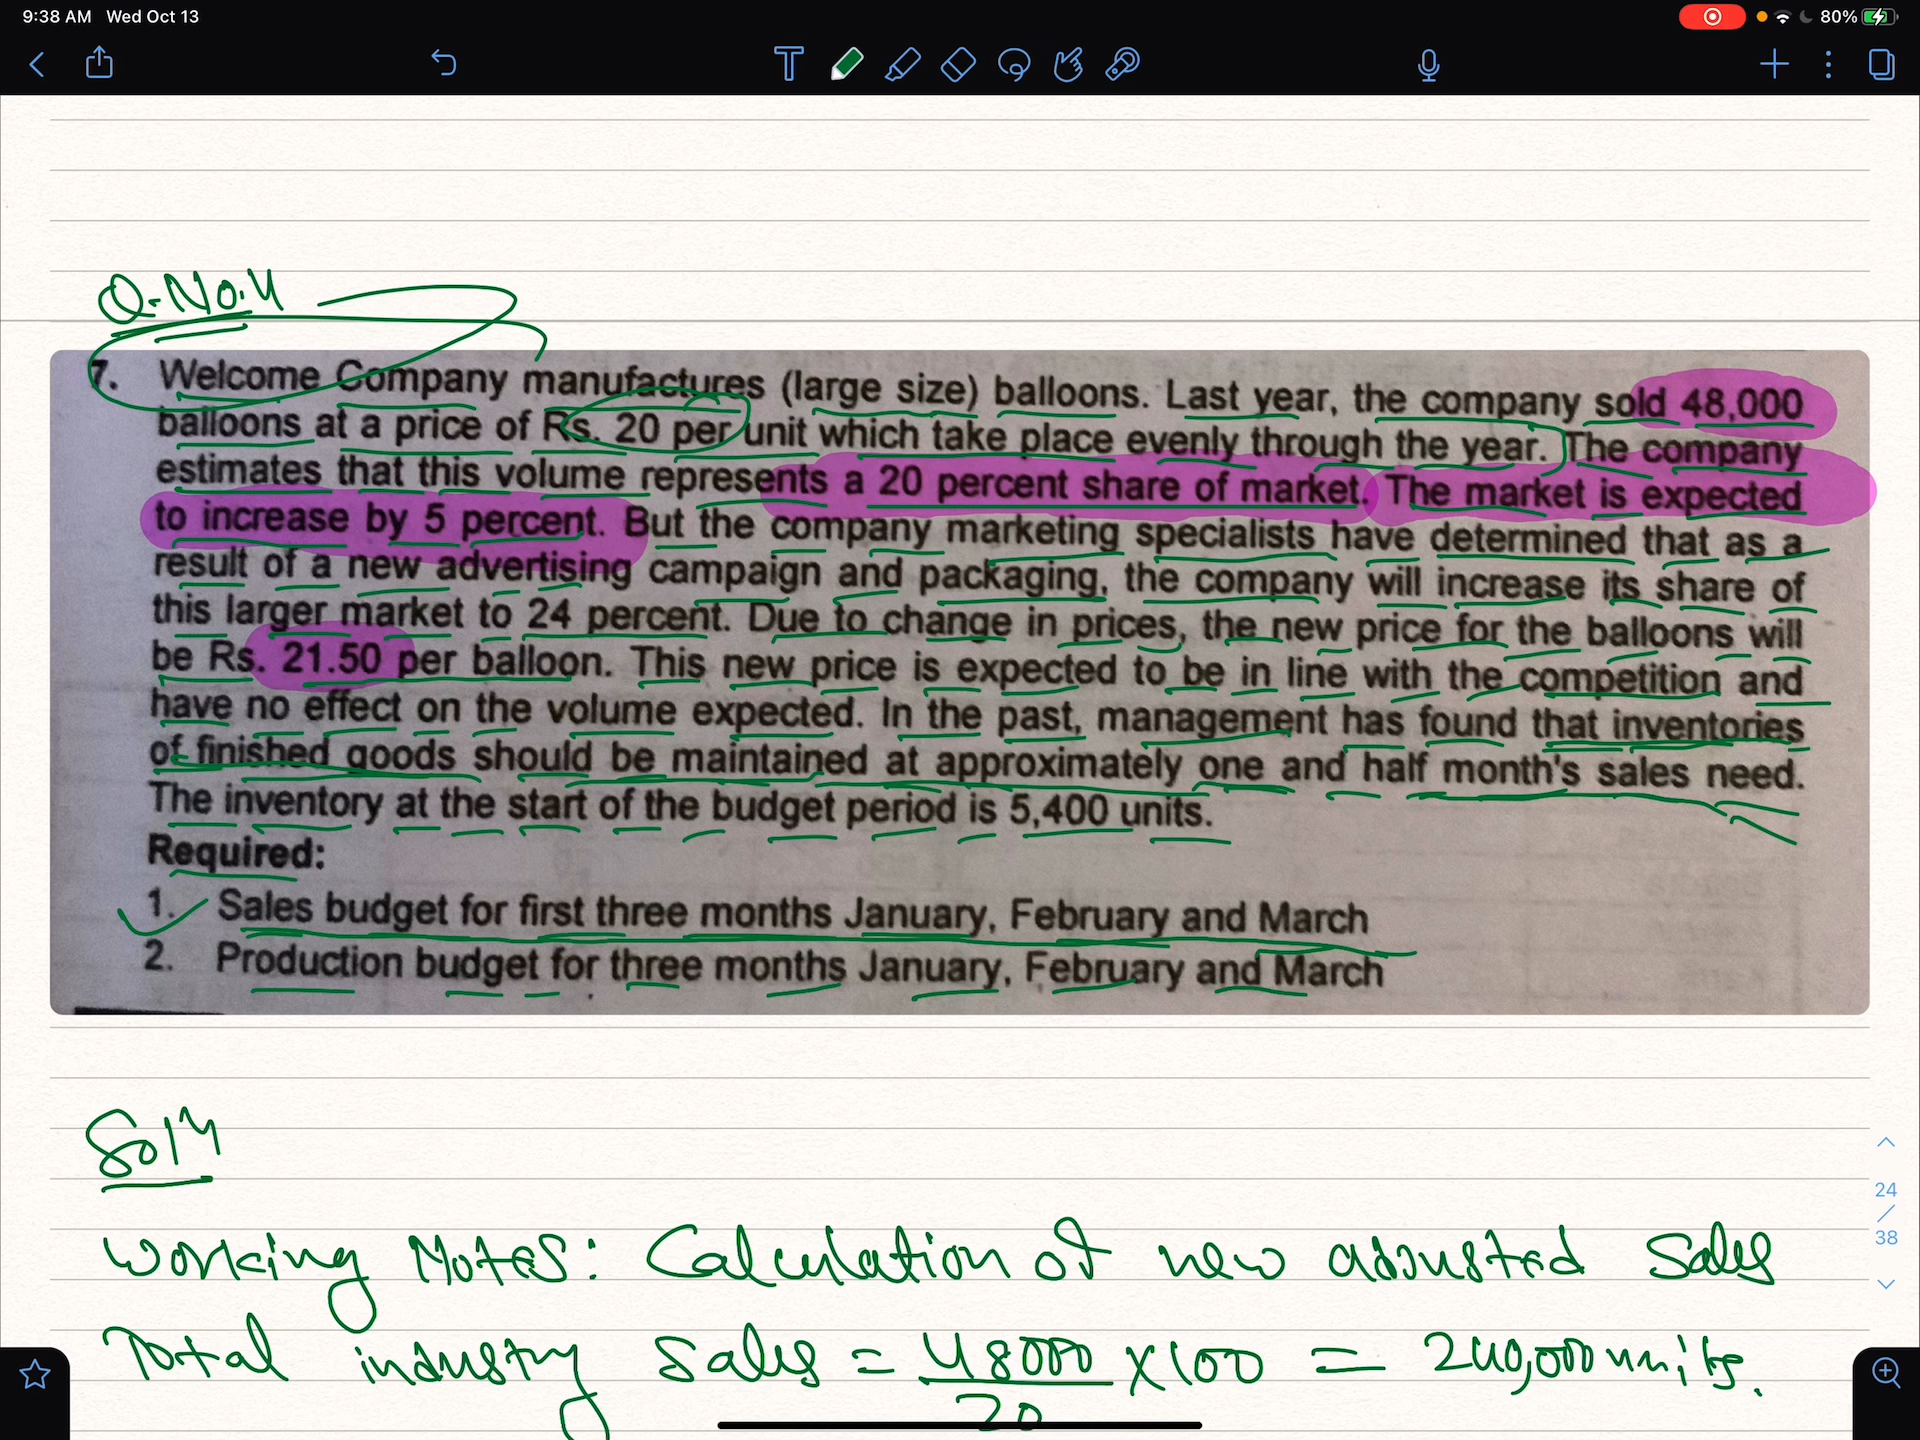 9:38 AM Wed Oct 13
80%
Q.No.4
7. Welcome Company manufactures (large size) balloons. Last year, the company sold 48,000
balloons at a price of Rs. 20 per unit which take place evenly through the year. The company
estimates that this volume represents a 20 percent share of market. The market is expected
to increase by 5 percent. But the company marketing specialists have determined that as a
result of a new advertising campaign and packaging, the company will increase its share of
this larger market to 24 percent. Due to change in prices, the new price for the balloons will
be Rs. 21.50 per balloon. This new price is expected to be in line with the competition and
have no effect on the volume expected. In the past, management has found that inventories
of finished goods should be maintained at approximately one and half month's sales need.
The inventory at the start of the budget period is 5,400 units.
Required:
1. Sales budget for first three months January, February and March
2. Production budget for three months January, February and March
Soln
Working Notes: Calculation of new adjusted Sales
Total industry Sales = 48000/20 x100 = 240,000 units.
24
/
38